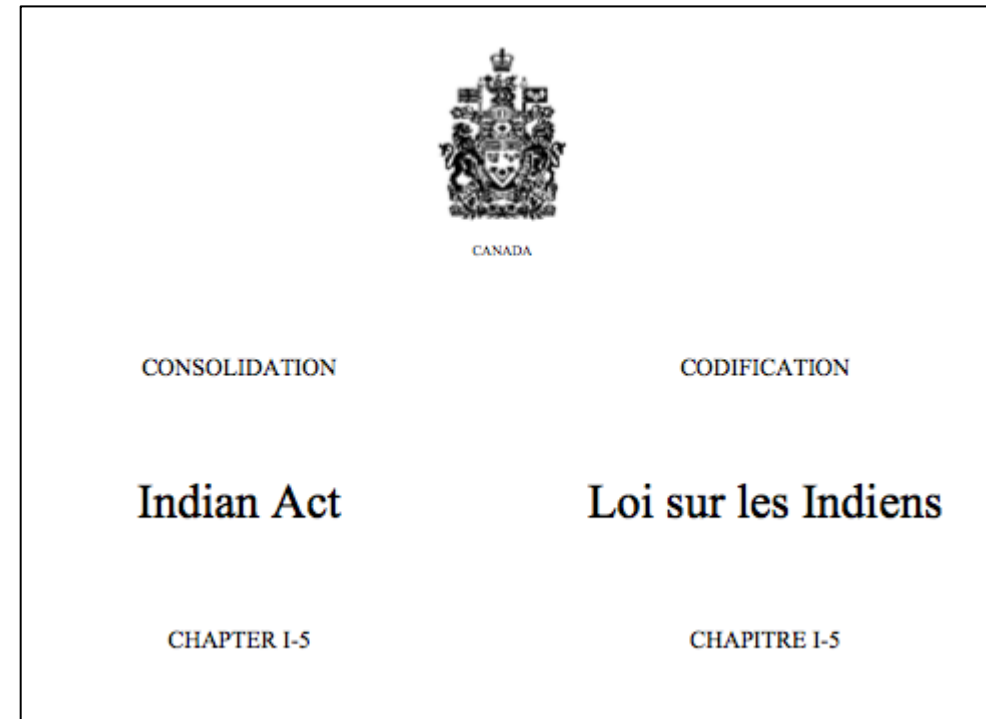 CANADA
CONSOLIDATION
CODIFICATION
Indian Act
Loi sur les Indiens
CHAPTER I-5
CHAPITRE I-5